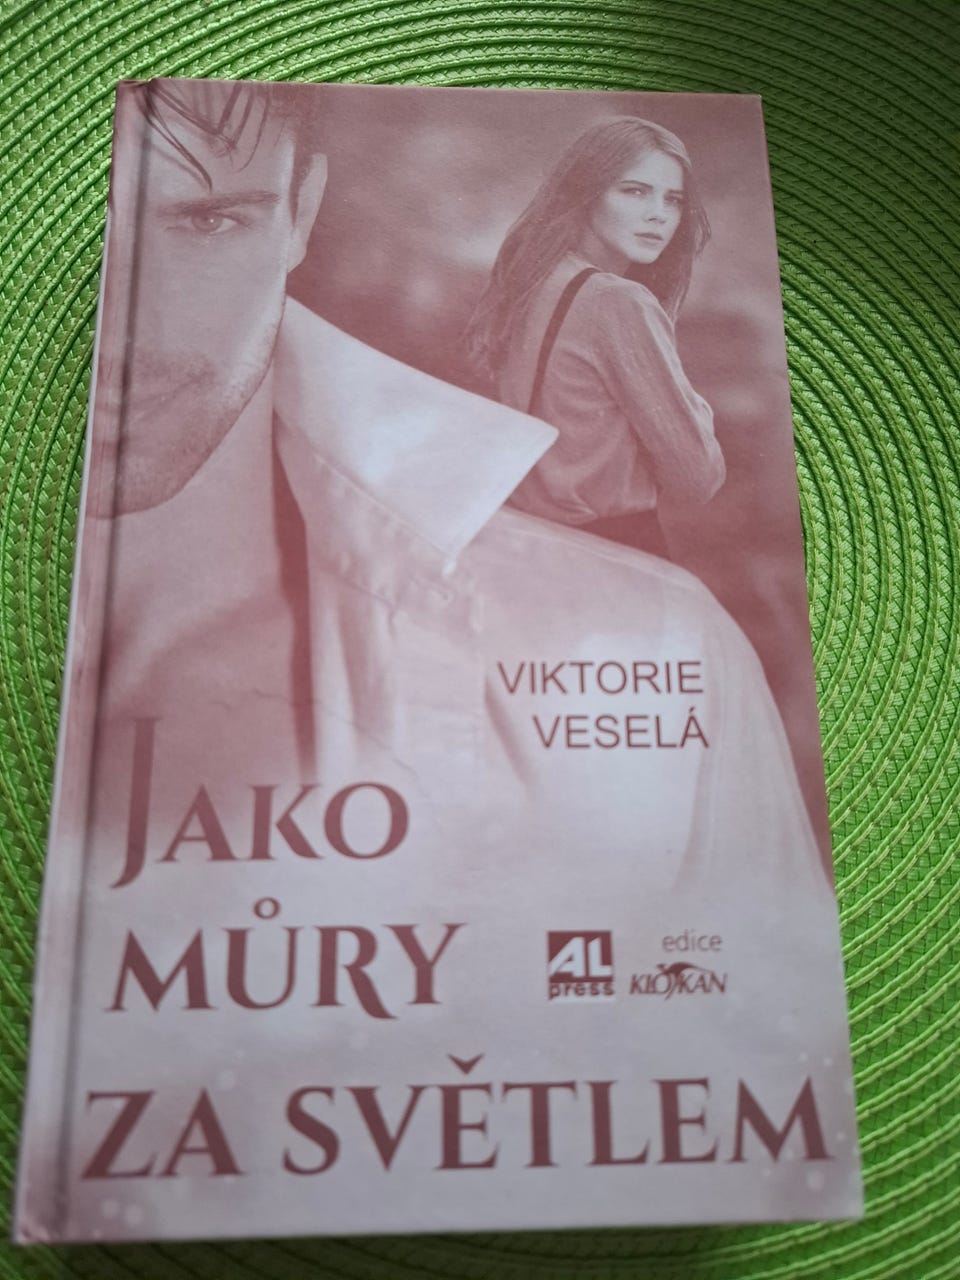 VIKTORIE
VESELÁ
JAKO
MŮRY
ZA SVĚTLEM
AL
press
edice
KLOKAN